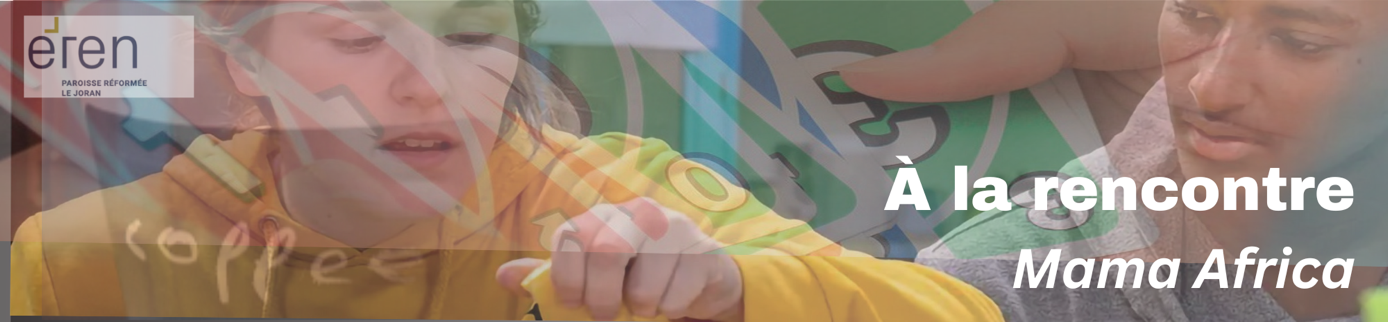 eren
PAROISSE RÉFORMÉE
LE JORAN
À la rencontre
Mama Africa